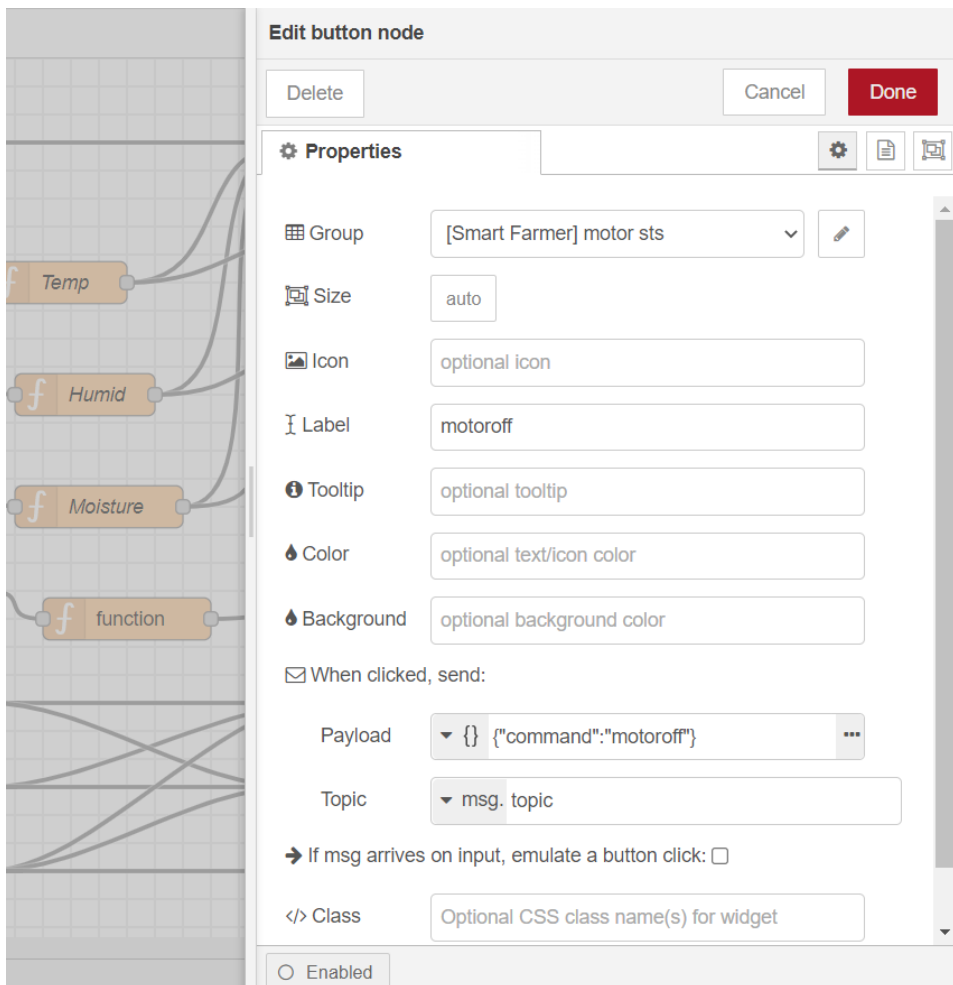 Edit button node
Delete
Cancel
Done
Properties
Group
[Smart Farmer] motor sts
Size
auto
Icon
optional icon
Label
motoroff
Tooltip
optional tooltip
Color
optional text/icon color
Background
optional background color
When clicked, send:
Payload
{} {"command":"motoroff"}
Topic
msg. topic
If msg arrives on input, emulate a button click:
</> Class
Optional CSS class name(s) for widget
Enabled
Temp
Humid
Moisture
function